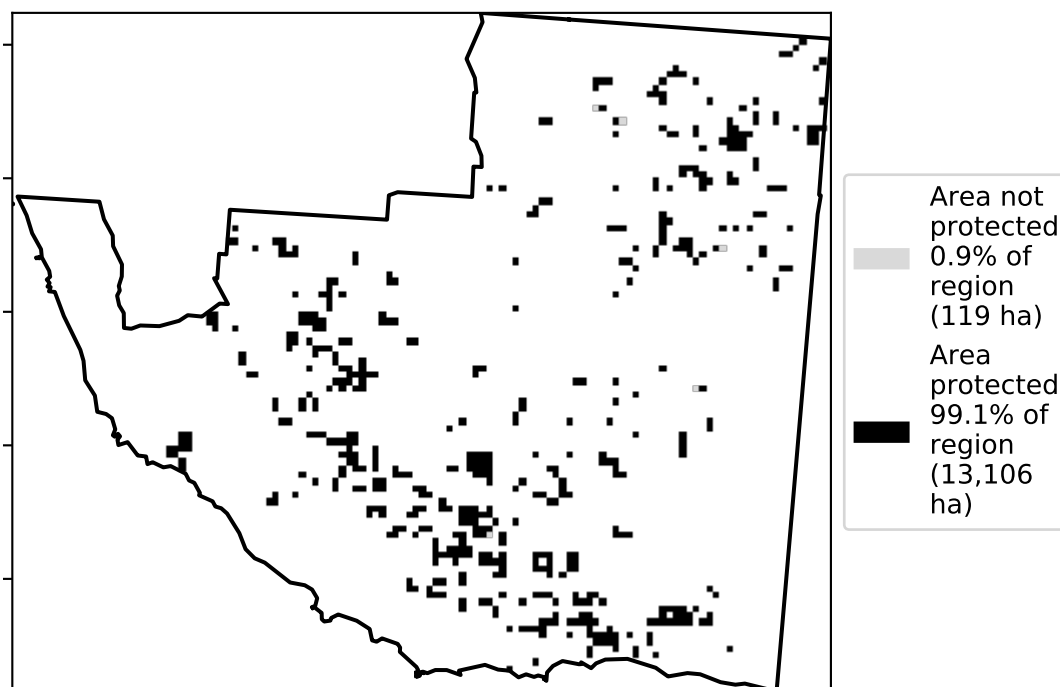 Area not
protected
0.9% of
region
(119 ha)
Area
protected
99.1% of
region
(13,106
ha)